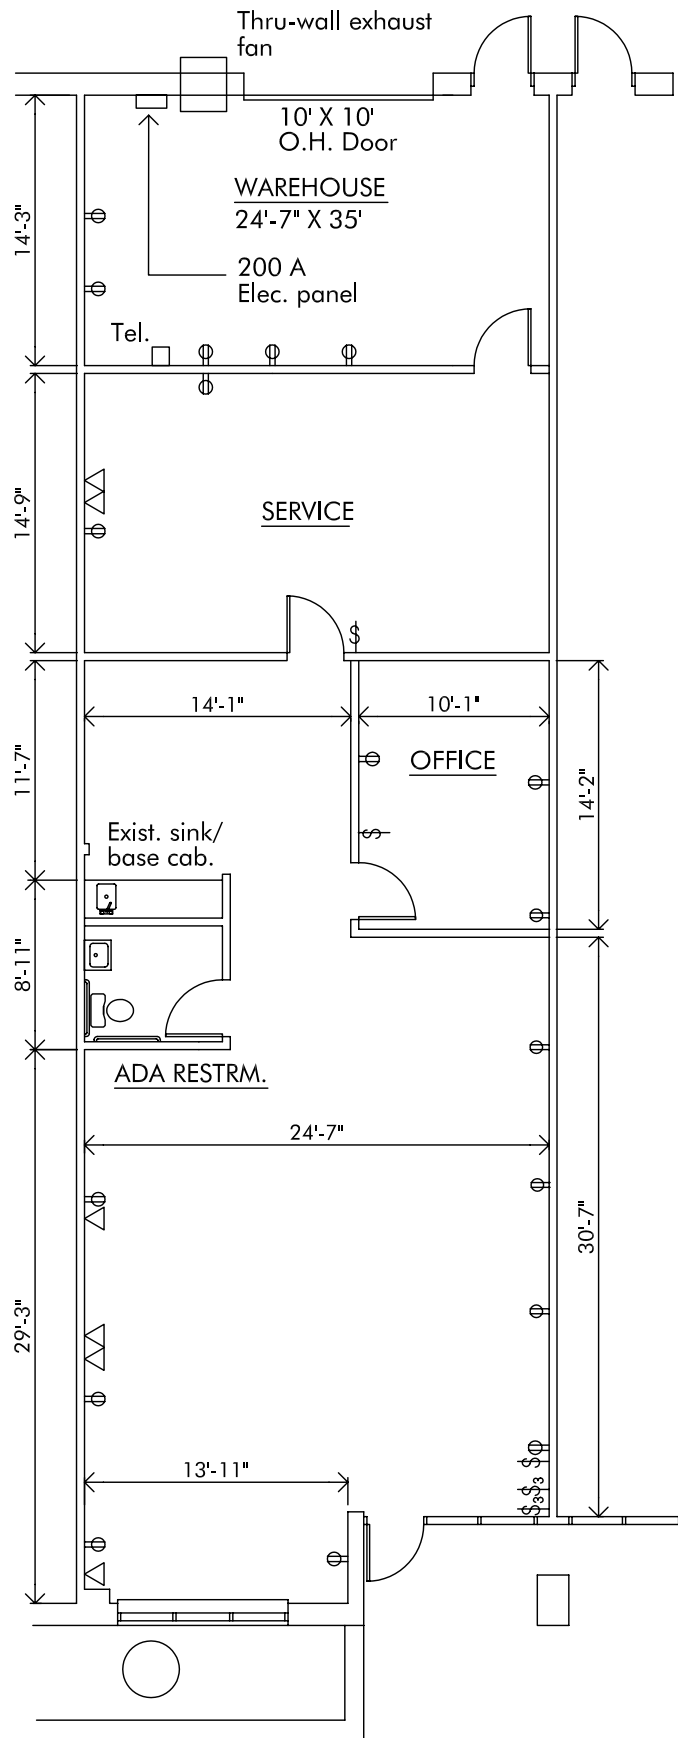 Thru-wall exhaust
fan
10' X 10'
O.H. Door
WAREHOUSE
24'-7" X 35'
14'-3"
200 A
Elec. panel
Tel.
14'-9"
SERVICE
S
14'-1"
10'-1"
OFFICE
11'-7"
14'-2"
S
Exist. sink/
base cab.
8'-11"
ADA RESTRM.
24'-7"
30'-7"
29'-3"
13'-11"
S
S3
S3